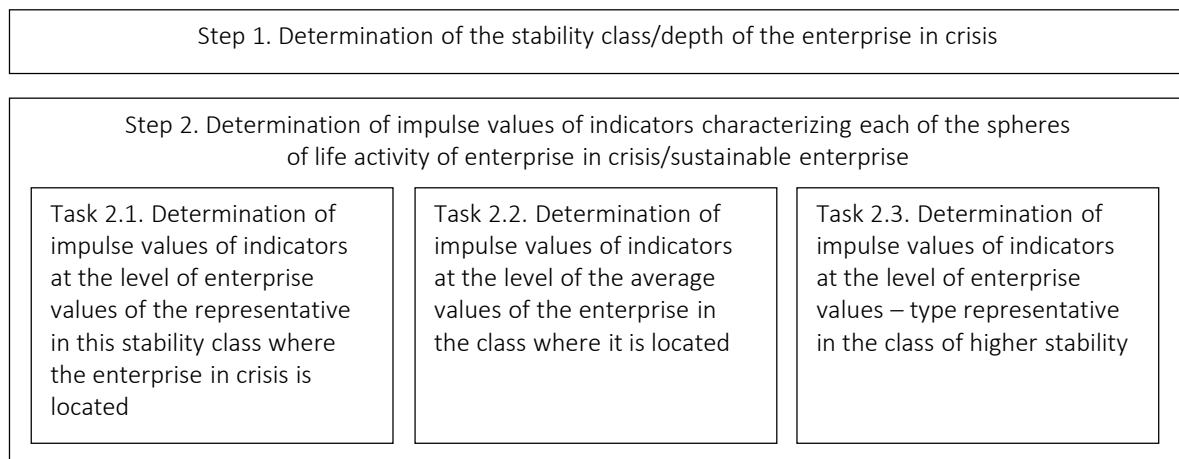 Step 1. Determination of the stability class/depth of the enterprise in crisis
Step 2. Determination of impulse values of indicators characterizing each of the spheres
of life activity of enterprise in crisis/sustainable enterprise
Task 2.1. Determination of
impulse values of indicators
at the level of enterprise
values of the representative
in this stability class where
the enterprise in crisis is
located
Task 2.2. Determination of
impulse values of indicators
at the level of the average
values of the enterprise in
the class where it is located
Task 2.3. Determination of
impulse values of indicators
at the level of enterprise
values – type representative
in the class of higher stability